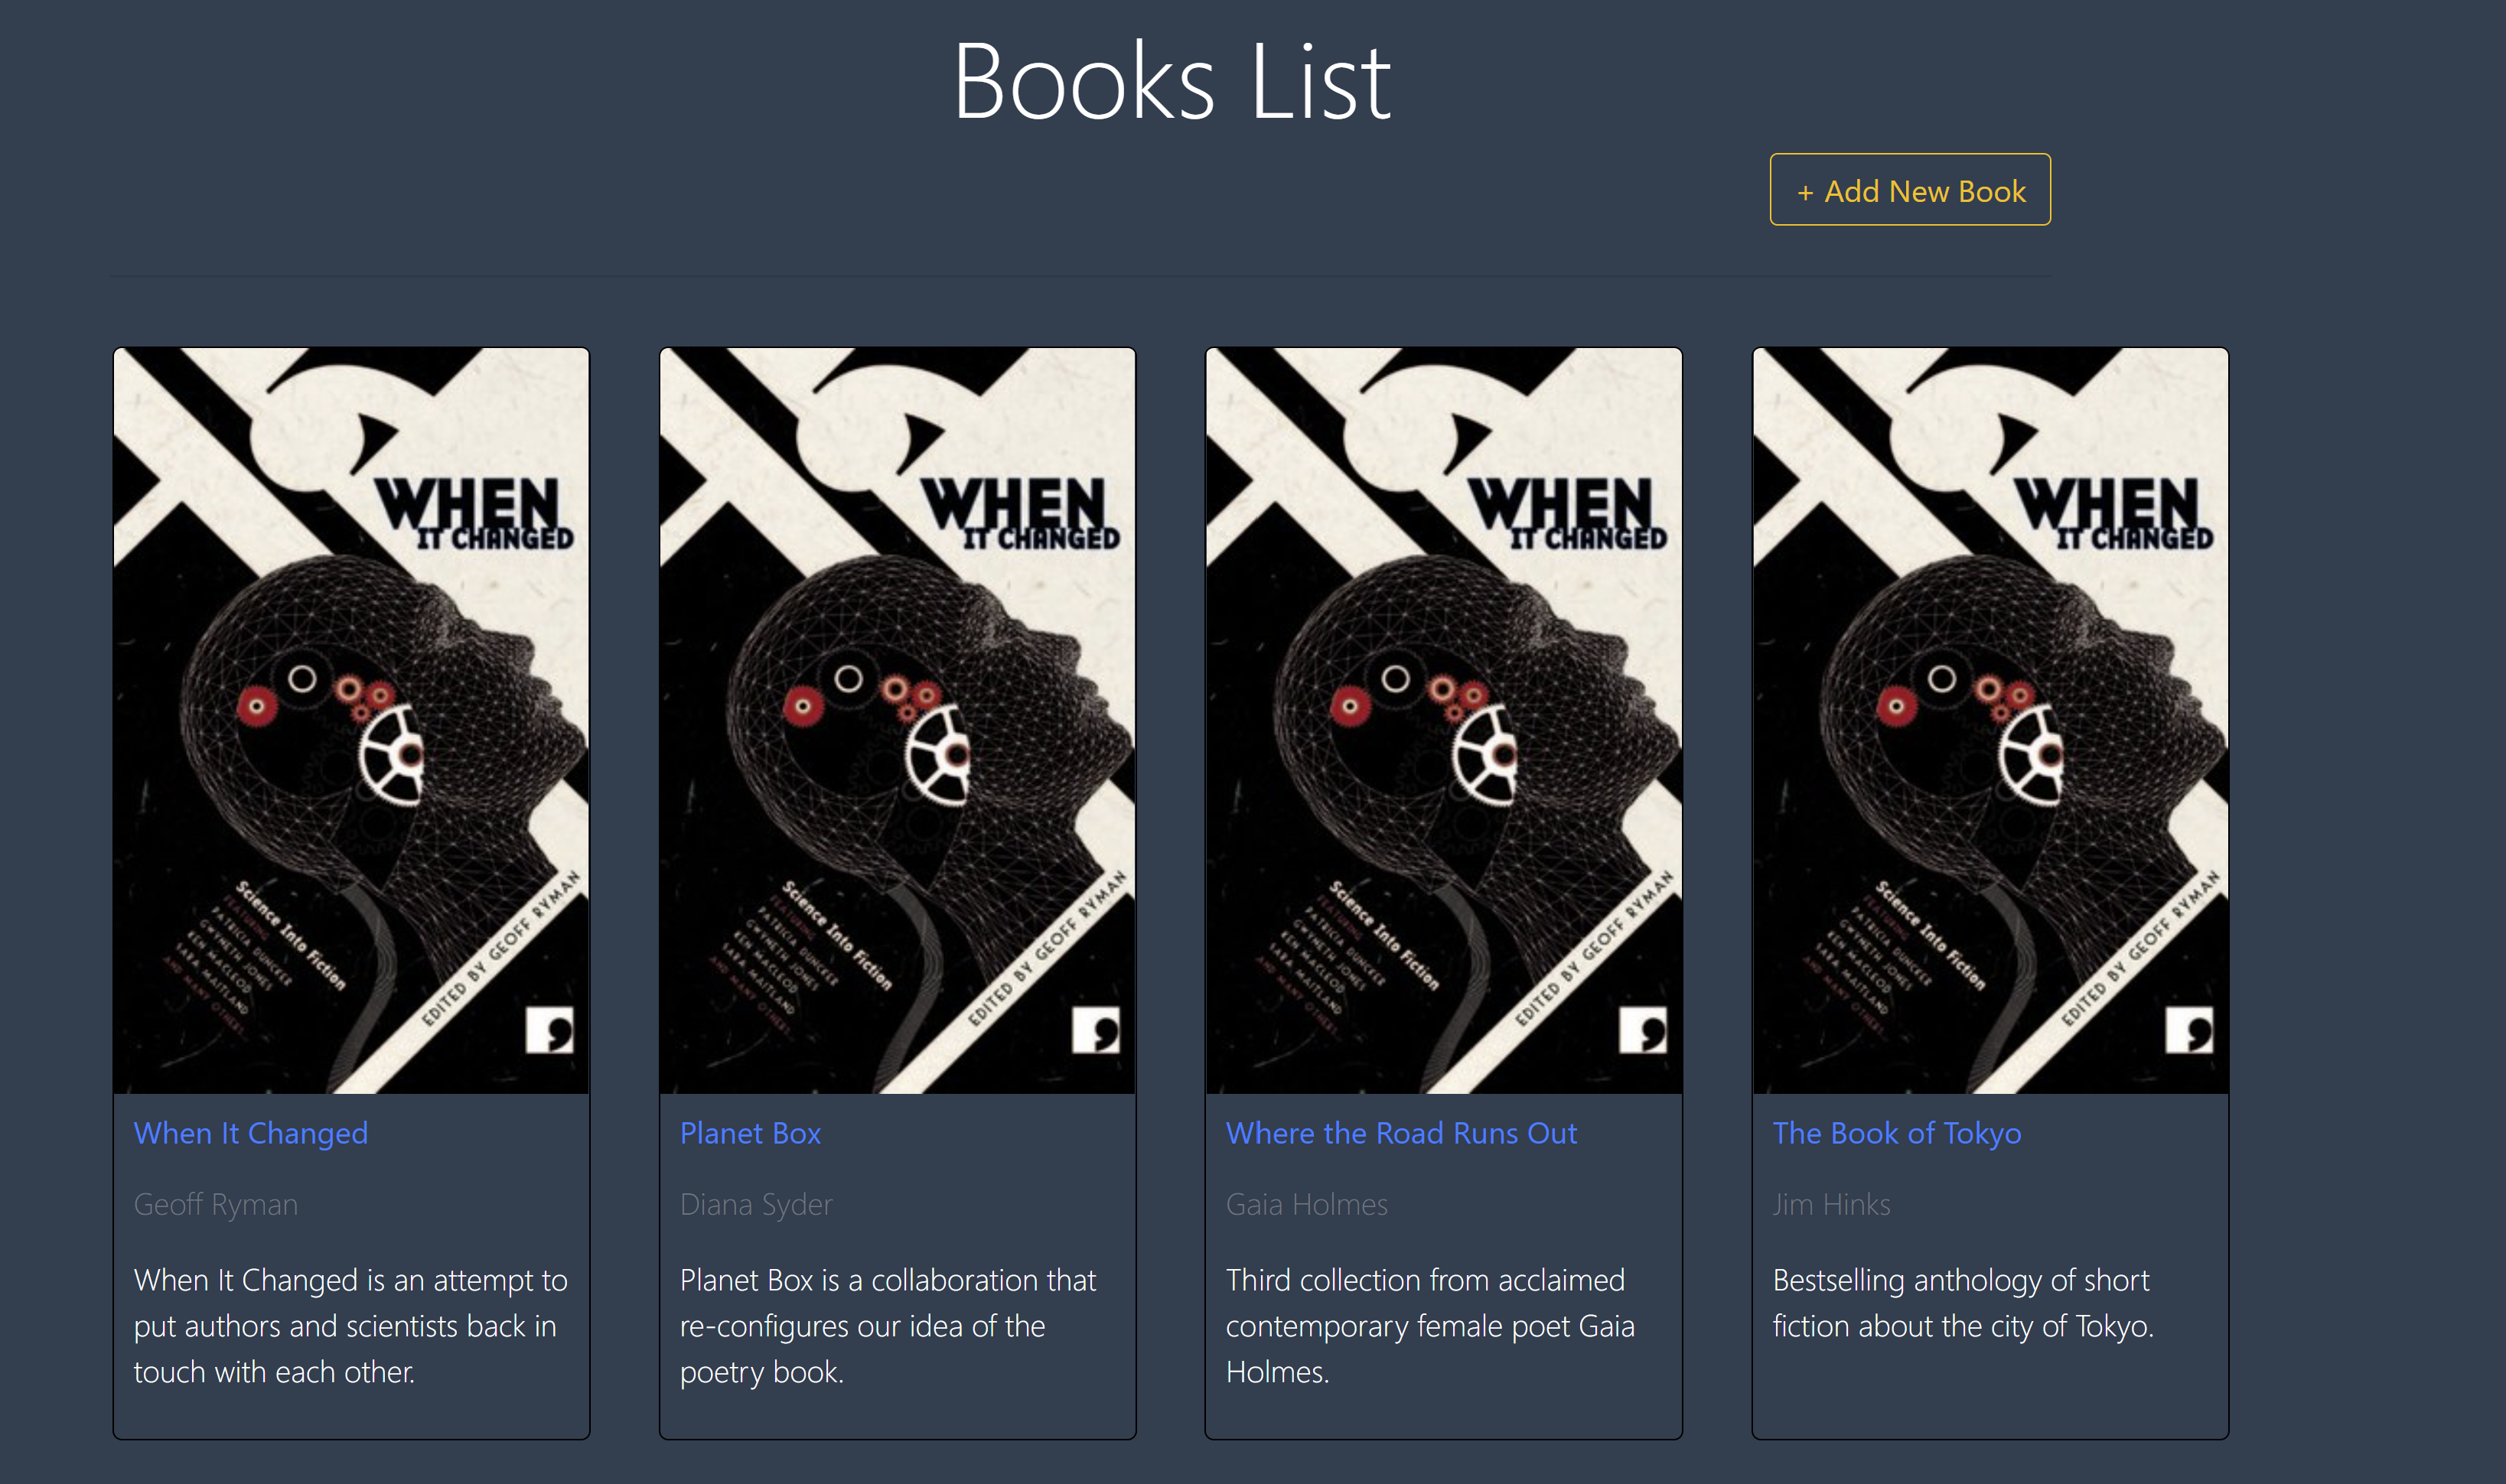 Books List
+ Add New Book
WHEN
IT CHANGED
Science Into Fiction
FEATURING
PATRICIA DUNCKER
GWYNETH JONES
KEN MACLEOD
SARA MAITLAND
AND MANY OTHERS...
EDITED BY GEOFF RYMAN
When It Changed
Geoff Ryman
When It Changed is an attempt to
put authors and scientists back in
touch with each other.
WHEN
IT CHANGED
Science Into Fiction
FEATURING
PATRICIA DUNCKER
GWYNETH JONES
KEN MACLEOD
SARA MAITLAND
AND MANY OTHERS...
EDITED BY GEOFF RYMAN
Planet Box
Diana Syder
Planet Box is a collaboration that
re-configures our idea of the
poetry book.
WHEN
IT CHANGED
Science Into Fiction
FEATURING
PATRICIA DUNCKER
GWYNETH JONES
KEN MACLEOD
SARA MAITLAND
AND MANY OTHERS...
EDITED BY GEOFF RYMAN
Where the Road Runs Out
Gaia Holmes
Third collection from acclaimed
contemporary female poet Gaia
Holmes.
WHEN
IT CHANGED
Science Into Fiction
FEATURING
PATRICIA DUNCKER
GWYNETH JONES
KEN MACLEOD
SARA MAITLAND
AND MANY OTHERS...
EDITED BY GEOFF RYMAN
The Book of Tokyo
Jim Hinks
Bestselling anthology of short
fiction about the city of Tokyo.